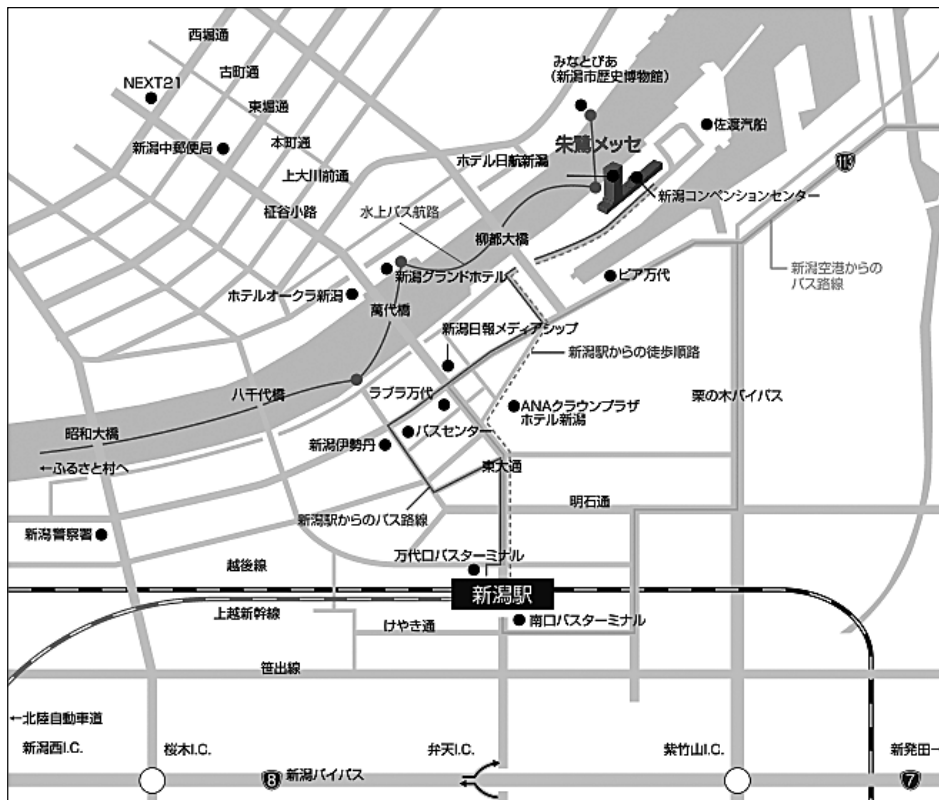 西堀通
古町通
NEXT21
東堀通
新潟中郵便局
本町通
上大川前通
柾谷小路
みなとぴあ
（新潟市歴史博物館）
佐渡汽船
朱鷺メッセ
ホテル日航新潟
新潟コンベンションセンター
113
水上バス航路
柳都大橋
新潟グランドホテル
ピア万代
新潟空港からの
バス路線
ホテルオークラ新潟
萬代橋
新潟日報メディアシップ
新潟駅からの徒歩順路
八千代橋
ラブラ万代
ANAクラウンプラザ
ホテル新潟
栗の木バイパス
昭和大橋
新潟伊勢丹
バスセンター
←ふるさと村へ
東大通
新潟駅からのバス路線
明石通
新潟警察署
越後線
万代口バスターミナル
新潟駅
上越新幹線
けやき通
南口バスターミナル
笹出線
←北陸自動車道
新潟西I.C.
桜木I.C.
弁天I.C.
紫竹山I.C.
新発田→
8
新潟バイパス
7